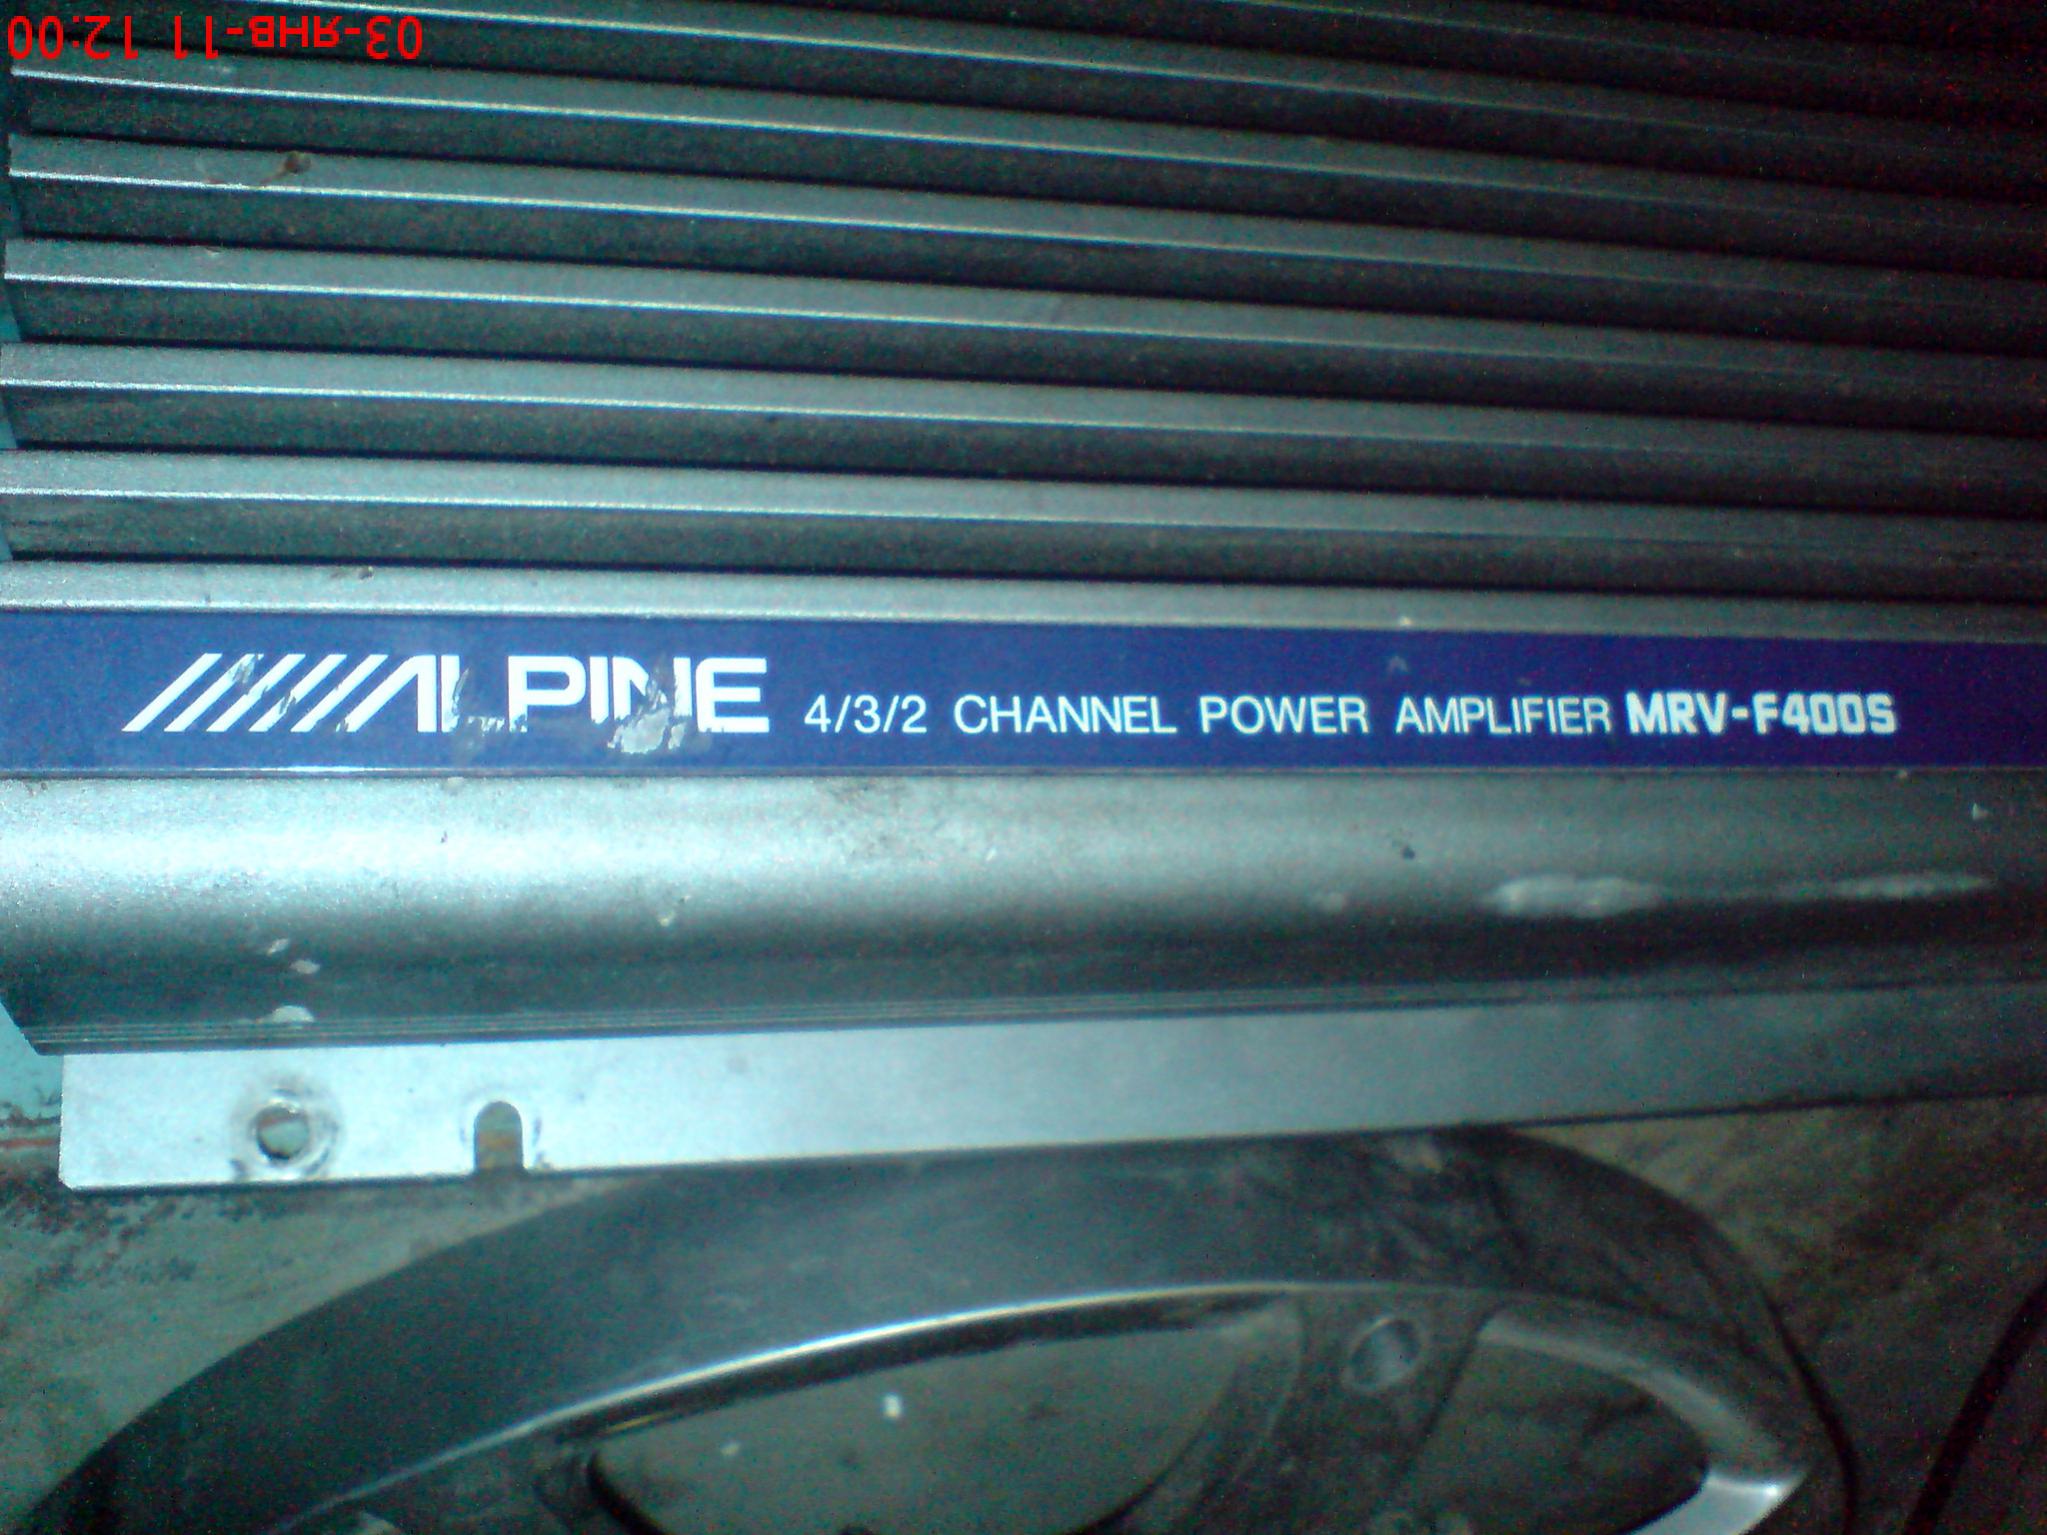 03-ЯНВ-11 12:00
ALPINE 4/3/2 CHANNEL POWER AMPLIFIER MRV-F400S